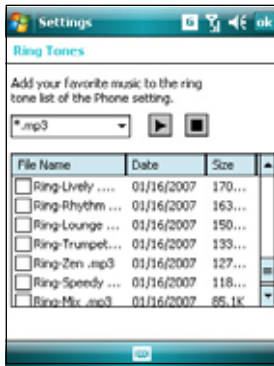 Settings G ok
Ring Tones
Add your favorite music to the ring
tone list of the Phone setting.
*.mp3
File Name Date Size
Ring-Lively .... 01/16/2007 170...
Ring-Rhythm ... 01/16/2007 163...
Ring-Lounge ... 01/16/2007 150...
Ring-Trumpet... 01/16/2007 133...
Ring-Zen .mp3 01/16/2007 127...
Ring-Speedy ... 01/16/2007 118...
Ring-Mix .mp3 01/16/2007 85.1K